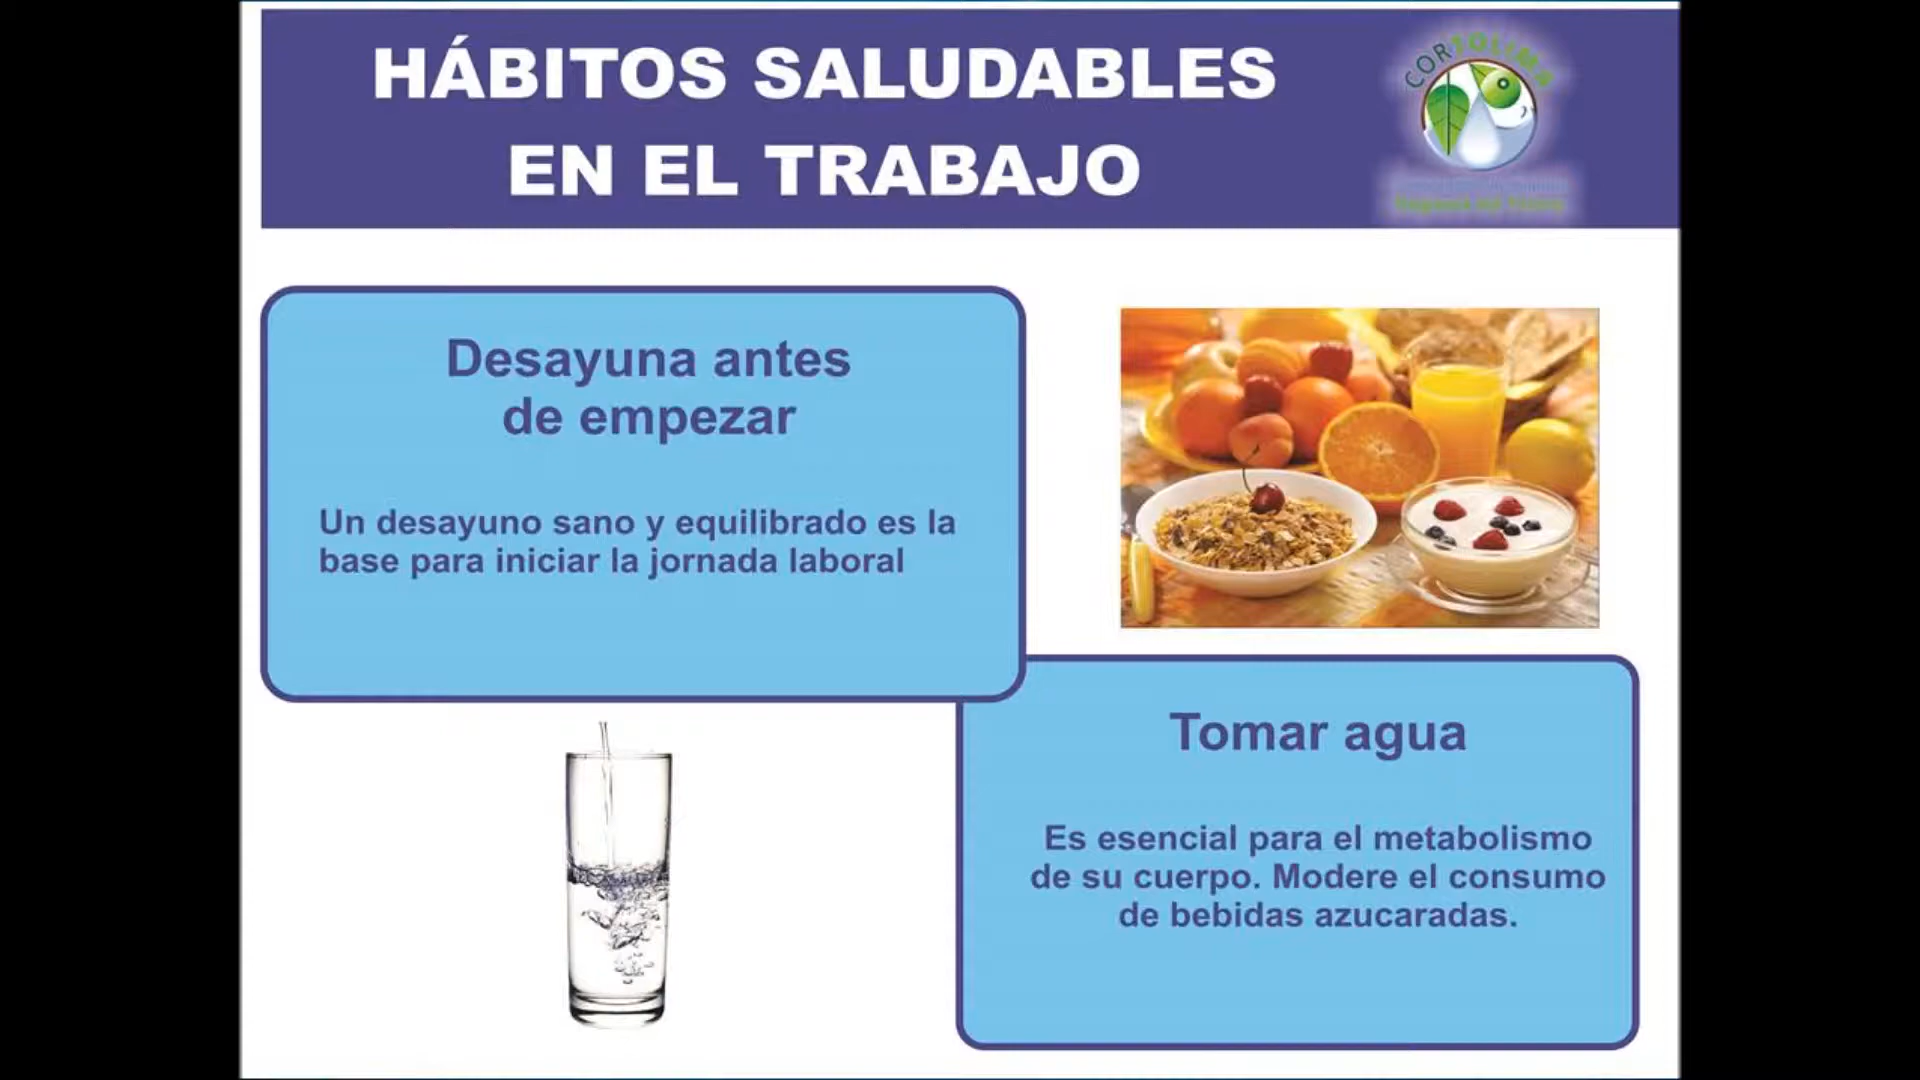 HÁBITOS SALUDABLES
EN EL TRABAJO
CORTOLIMA
Desayuna antes
de empezar
Un desayuno sano y equilibrado es la
base para iniciar la jornada laboral
Tomar agua
Es esencial para el metabolismo
de su cuerpo. Modere el consumo
de bebidas azucaradas.